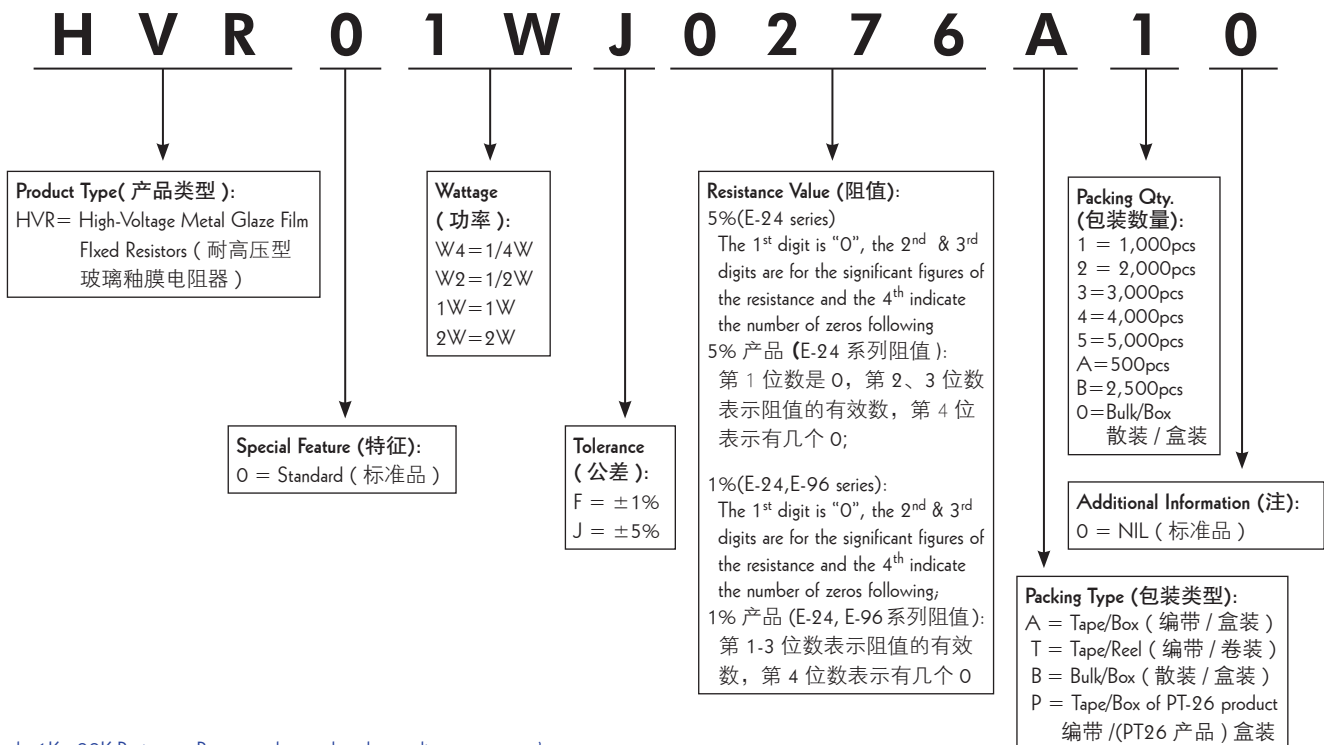 H V R 0 1 W J 0 2 7 6 A 1 0
Product Type( 产品类型 ):
HVR= High-Voltage Metal Glaze Film
FIxed Resistors ( 耐高压型
玻璃釉膜电阻器 )
Special Feature (特征):
0 = Standard ( 标准品 )
Wattage
( 功率 ):
W4=1/4W
W2=1/2W
1W=1W
2W=2W
Tolerance
( 公差 ):
F = ±1%
J = ±5%
Resistance Value (阻值):
5%(E-24 series)
The 1st digit is “0”, the 2nd & 3rd
digits are for the significant figures of
the resistance and the 4th indicate
the number of zeros following
5% 产品 (E-24 系列阻值 ):
第 1 位数是 0，第 2、3 位数
表示阻值的有效数，第 4 位
表示有几个 0;
1%(E-24,E-96 series):
The 1st digit is “0”, the 2nd & 3rd
digits are for the significant figures of
the resistance and the 4th indicate
the number of zeros following;
1% 产品 (E-24, E-96 系列阻值):
第 1-3 位数表示阻值的有效
数，第 4 位数表示有几个 0
Packing Qty.
(包装数量):
1 = 1,000pcs
2 = 2,000pcs
3=3,000pcs
4=4,000pcs
5=5,000pcs
A=500pcs
B=2,500pcs
0=Bulk/Box
散装 / 盒装
Additional Information (注):
0 = NIL ( 标准品 )
Packing Type (包装类型):
A = Tape/Box ( 编带 / 盒装 )
T = Tape/Reel ( 编带 / 卷装 )
B = Bulk/Box ( 散装 / 盒装 )
P = Tape/Box of PT-26 product
编带 /(PT26 产品 ) 盒装